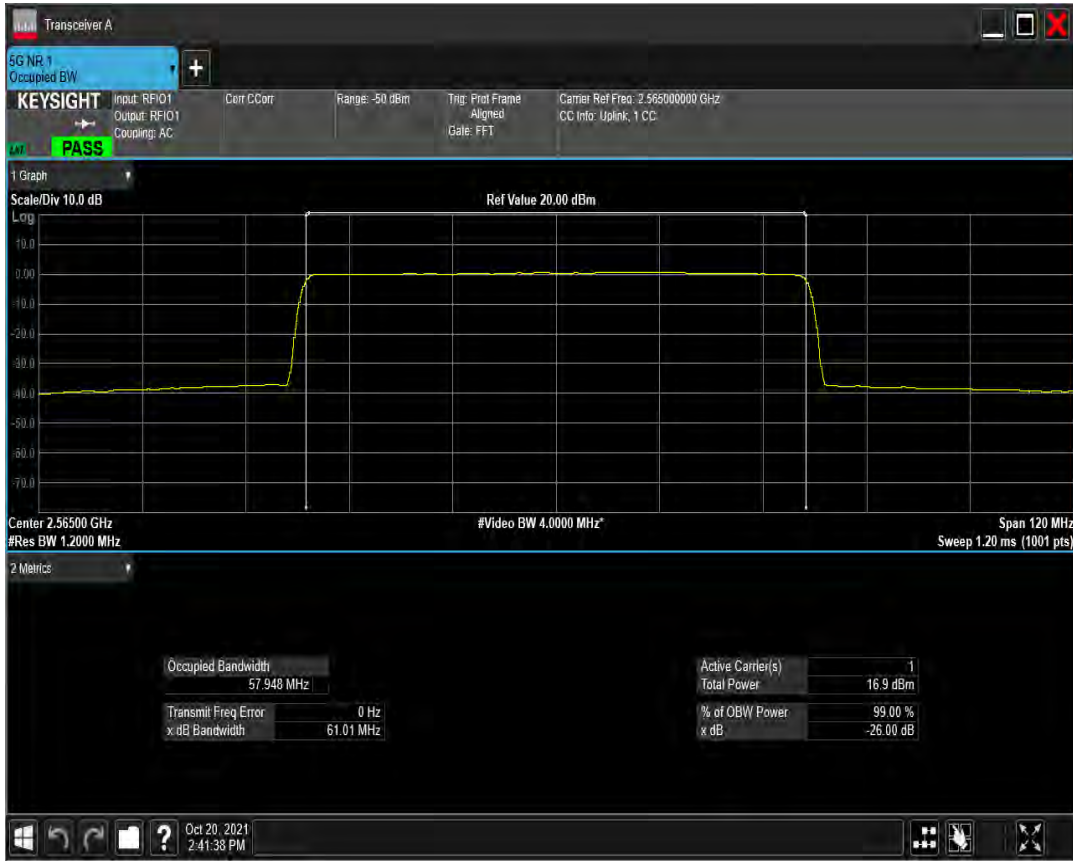 Transceiver A
5G NR 1
Occupied BW
+
KEYSIGHT
Input: RFIO1
Output: RFIO1
Coupling: AC
Corr CCorr
Range: -50 dBm
Trig: Prot Frame
Aligned
Gate: FFT
Carrier Ref Freq: 2.565000000 GHz
CC Info: Uplink, 1 CC
PASS
1 Graph
Scale/Div 10.0 dB
Ref Value 20.00 dBm
Log
10.0
0.00
-10.0
-20.0
-30.0
-40.0
-50.0
-60.0
-70.0
Center 2.56500 GHz
#Video BW 4.0000 MHz*
Span 120 MHz
#Res BW 1.2000 MHz
Sweep 1.20 ms (1001 pts)
2 Metrics
Occupied Bandwidth
57.948 MHz
Transmit Freq Error 0 Hz
x dB Bandwidth 61.01 MHz
Active Carrier(s) 1
Total Power 16.9 dBm
% of OBW Power 99.00 %
x dB -26.00 dB
?
Oct 20, 2021
2:41:38 PM